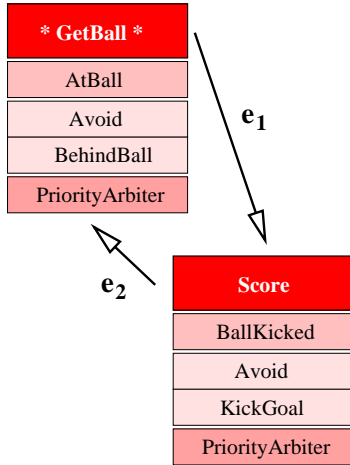 * GetBall *
AtBall
Avoid
BehindBall
PriorityArbiter
e1
e2
Score
BallKicked
Avoid
KickGoal
PriorityArbiter